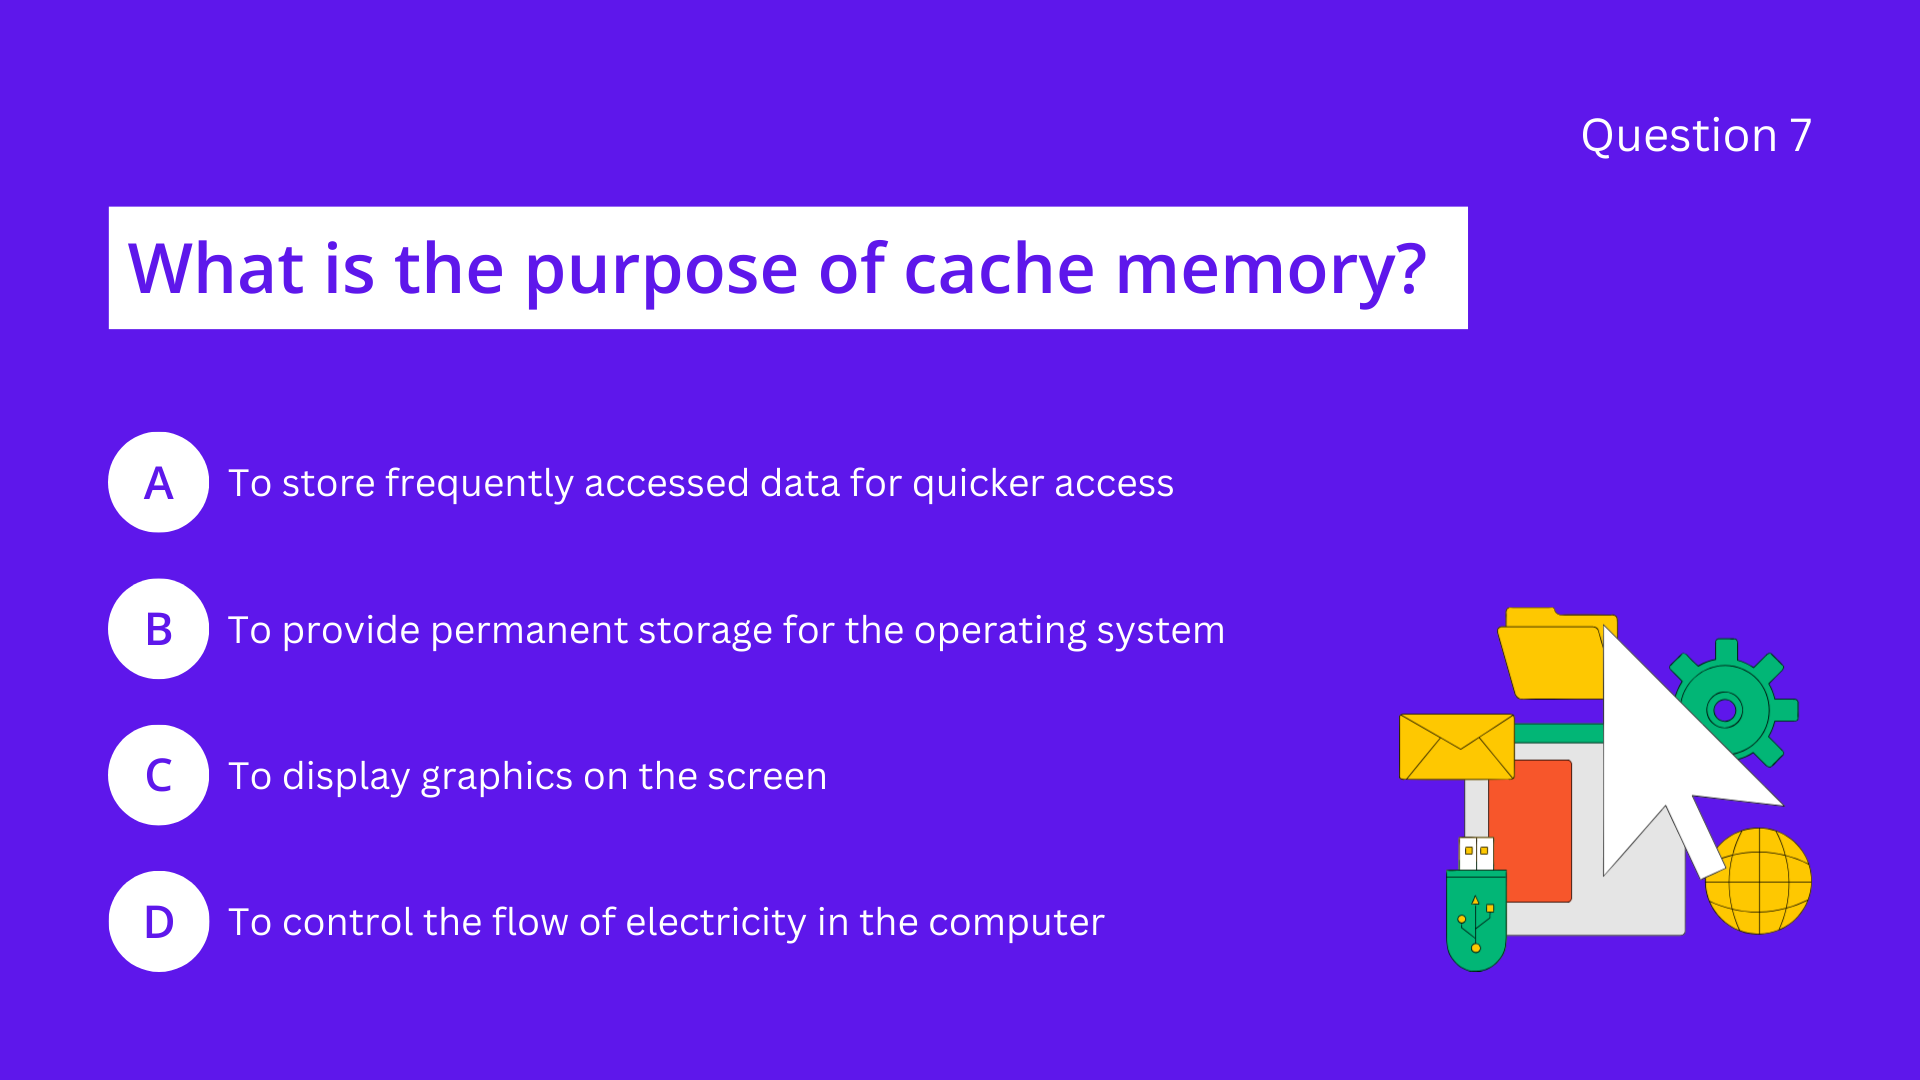 Question 7
What is the purpose of cache memory?
A To store frequently accessed data for quicker access
B To provide permanent storage for the operating system
C To display graphics on the screen
D To control the flow of electricity in the computer